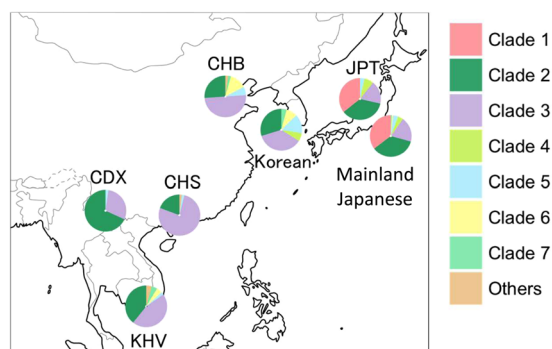 CHB
JPT
Korean
Mainland
Japanese
CDX
CHS
KHV
Clade 1
Clade 2
Clade 3
Clade 4
Clade 5
Clade 6
Clade 7
Others